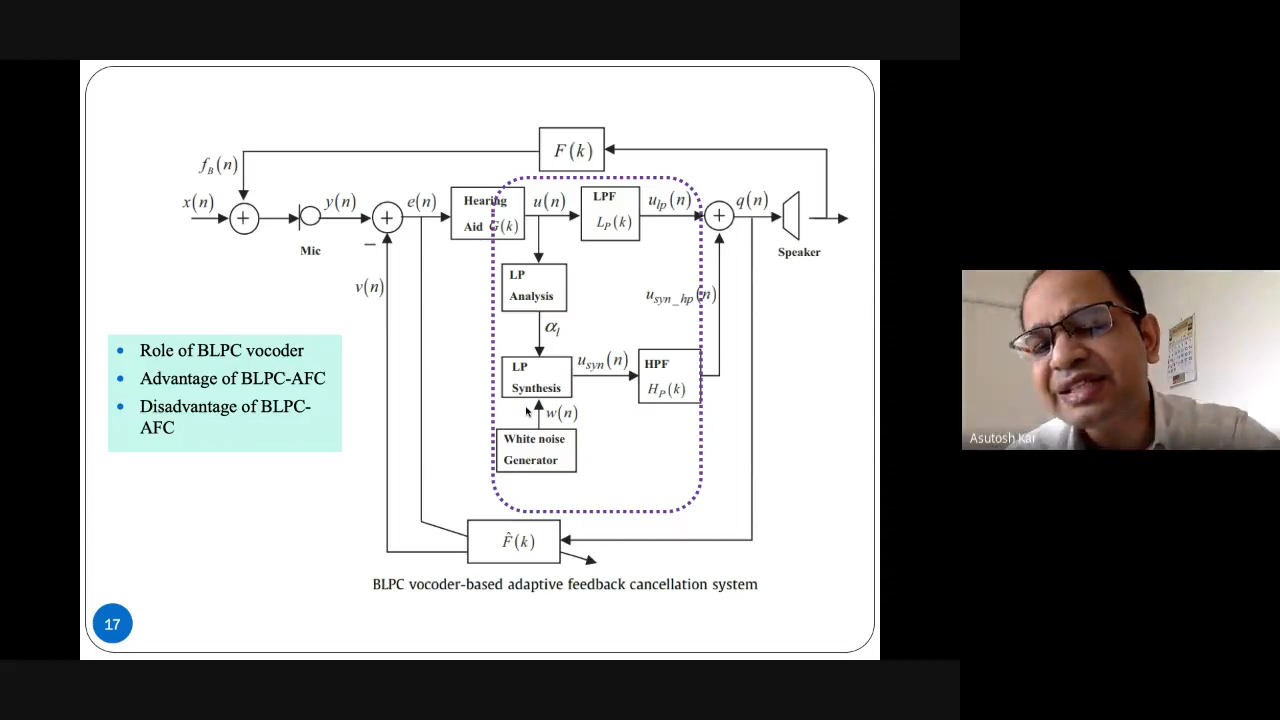 F(k)
f_B(n)
x(n)
+
Mic
y(n)
+
−
e(n)
Hearing
Aid G(k)
u(n)
LPF
L_P(k)
u_lp(n)
+
q(n)
Speaker
LP
Analysis
v(n)
u_syn_hp(n)
α_l
LP
Synthesis
u_syn(n)
HPF
H_P(k)
w(n)
White noise
Generator
F̂(k)
• Role of BLPC vocoder
• Advantage of BLPC-AFC
• Disadvantage of BLPC-
AFC
BLPC vocoder-based adaptive feedback cancellation system
17
Asutosh Kar